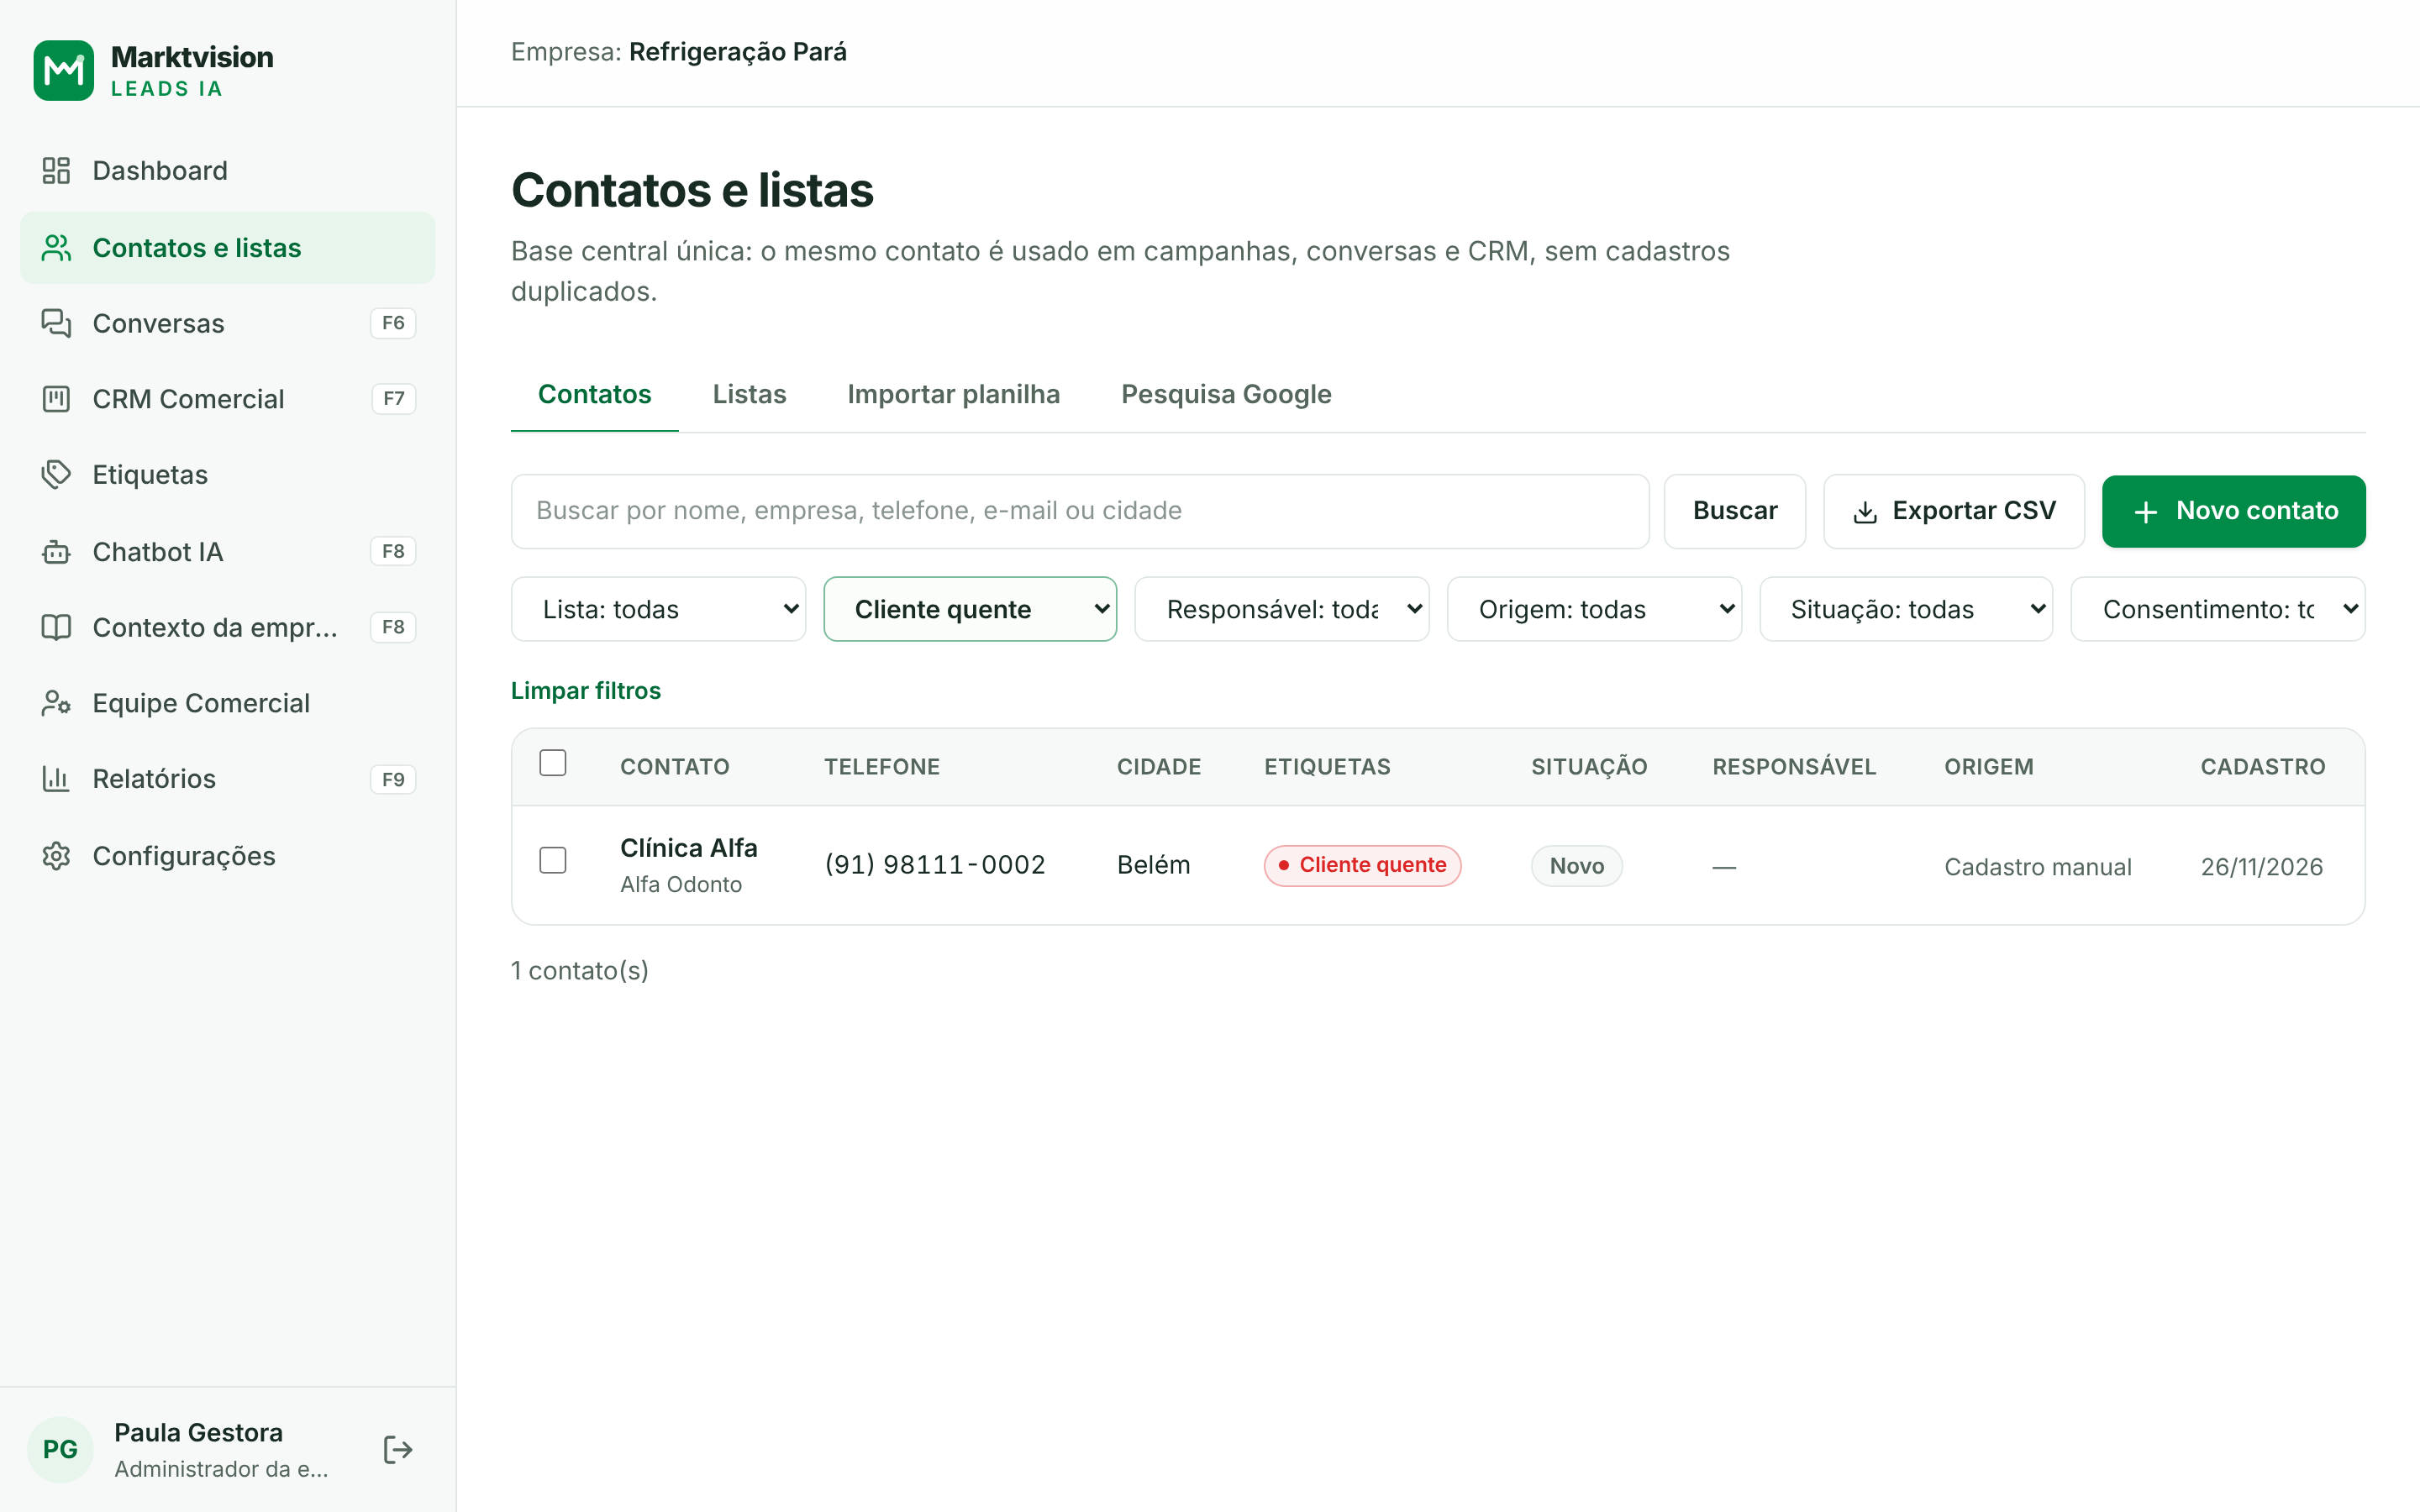 Marktvision
LEADS IA
Dashboard
Contatos e listas
Conversas F6
CRM Comercial F7
Etiquetas
Chatbot IA F8
Contexto da empr... F8
Equipe Comercial
Relatórios F9
Configurações
PG
Paula Gestora
Administrador da e...
Empresa: Refrigeração Pará
Contatos e listas
Base central única: o mesmo contato é usado em campanhas, conversas e CRM, sem cadastros
duplicados.
Contatos Listas Importar planilha Pesquisa Google
Buscar por nome, empresa, telefone, e-mail ou cidade Buscar Exportar CSV Novo contato
Lista: todas Cliente quente Responsável: toda Origem: todas Situação: todas Consentimento: to
Limpar filtros
CONTATO TELEFONE CIDADE ETIQUETAS SITUAÇÃO RESPONSÁVEL ORIGEM CADASTRO
Clínica Alfa (91) 98111-0002 Belém Cliente quente Novo — Cadastro manual 26/11/2026
Alfa Odonto
1 contato(s)